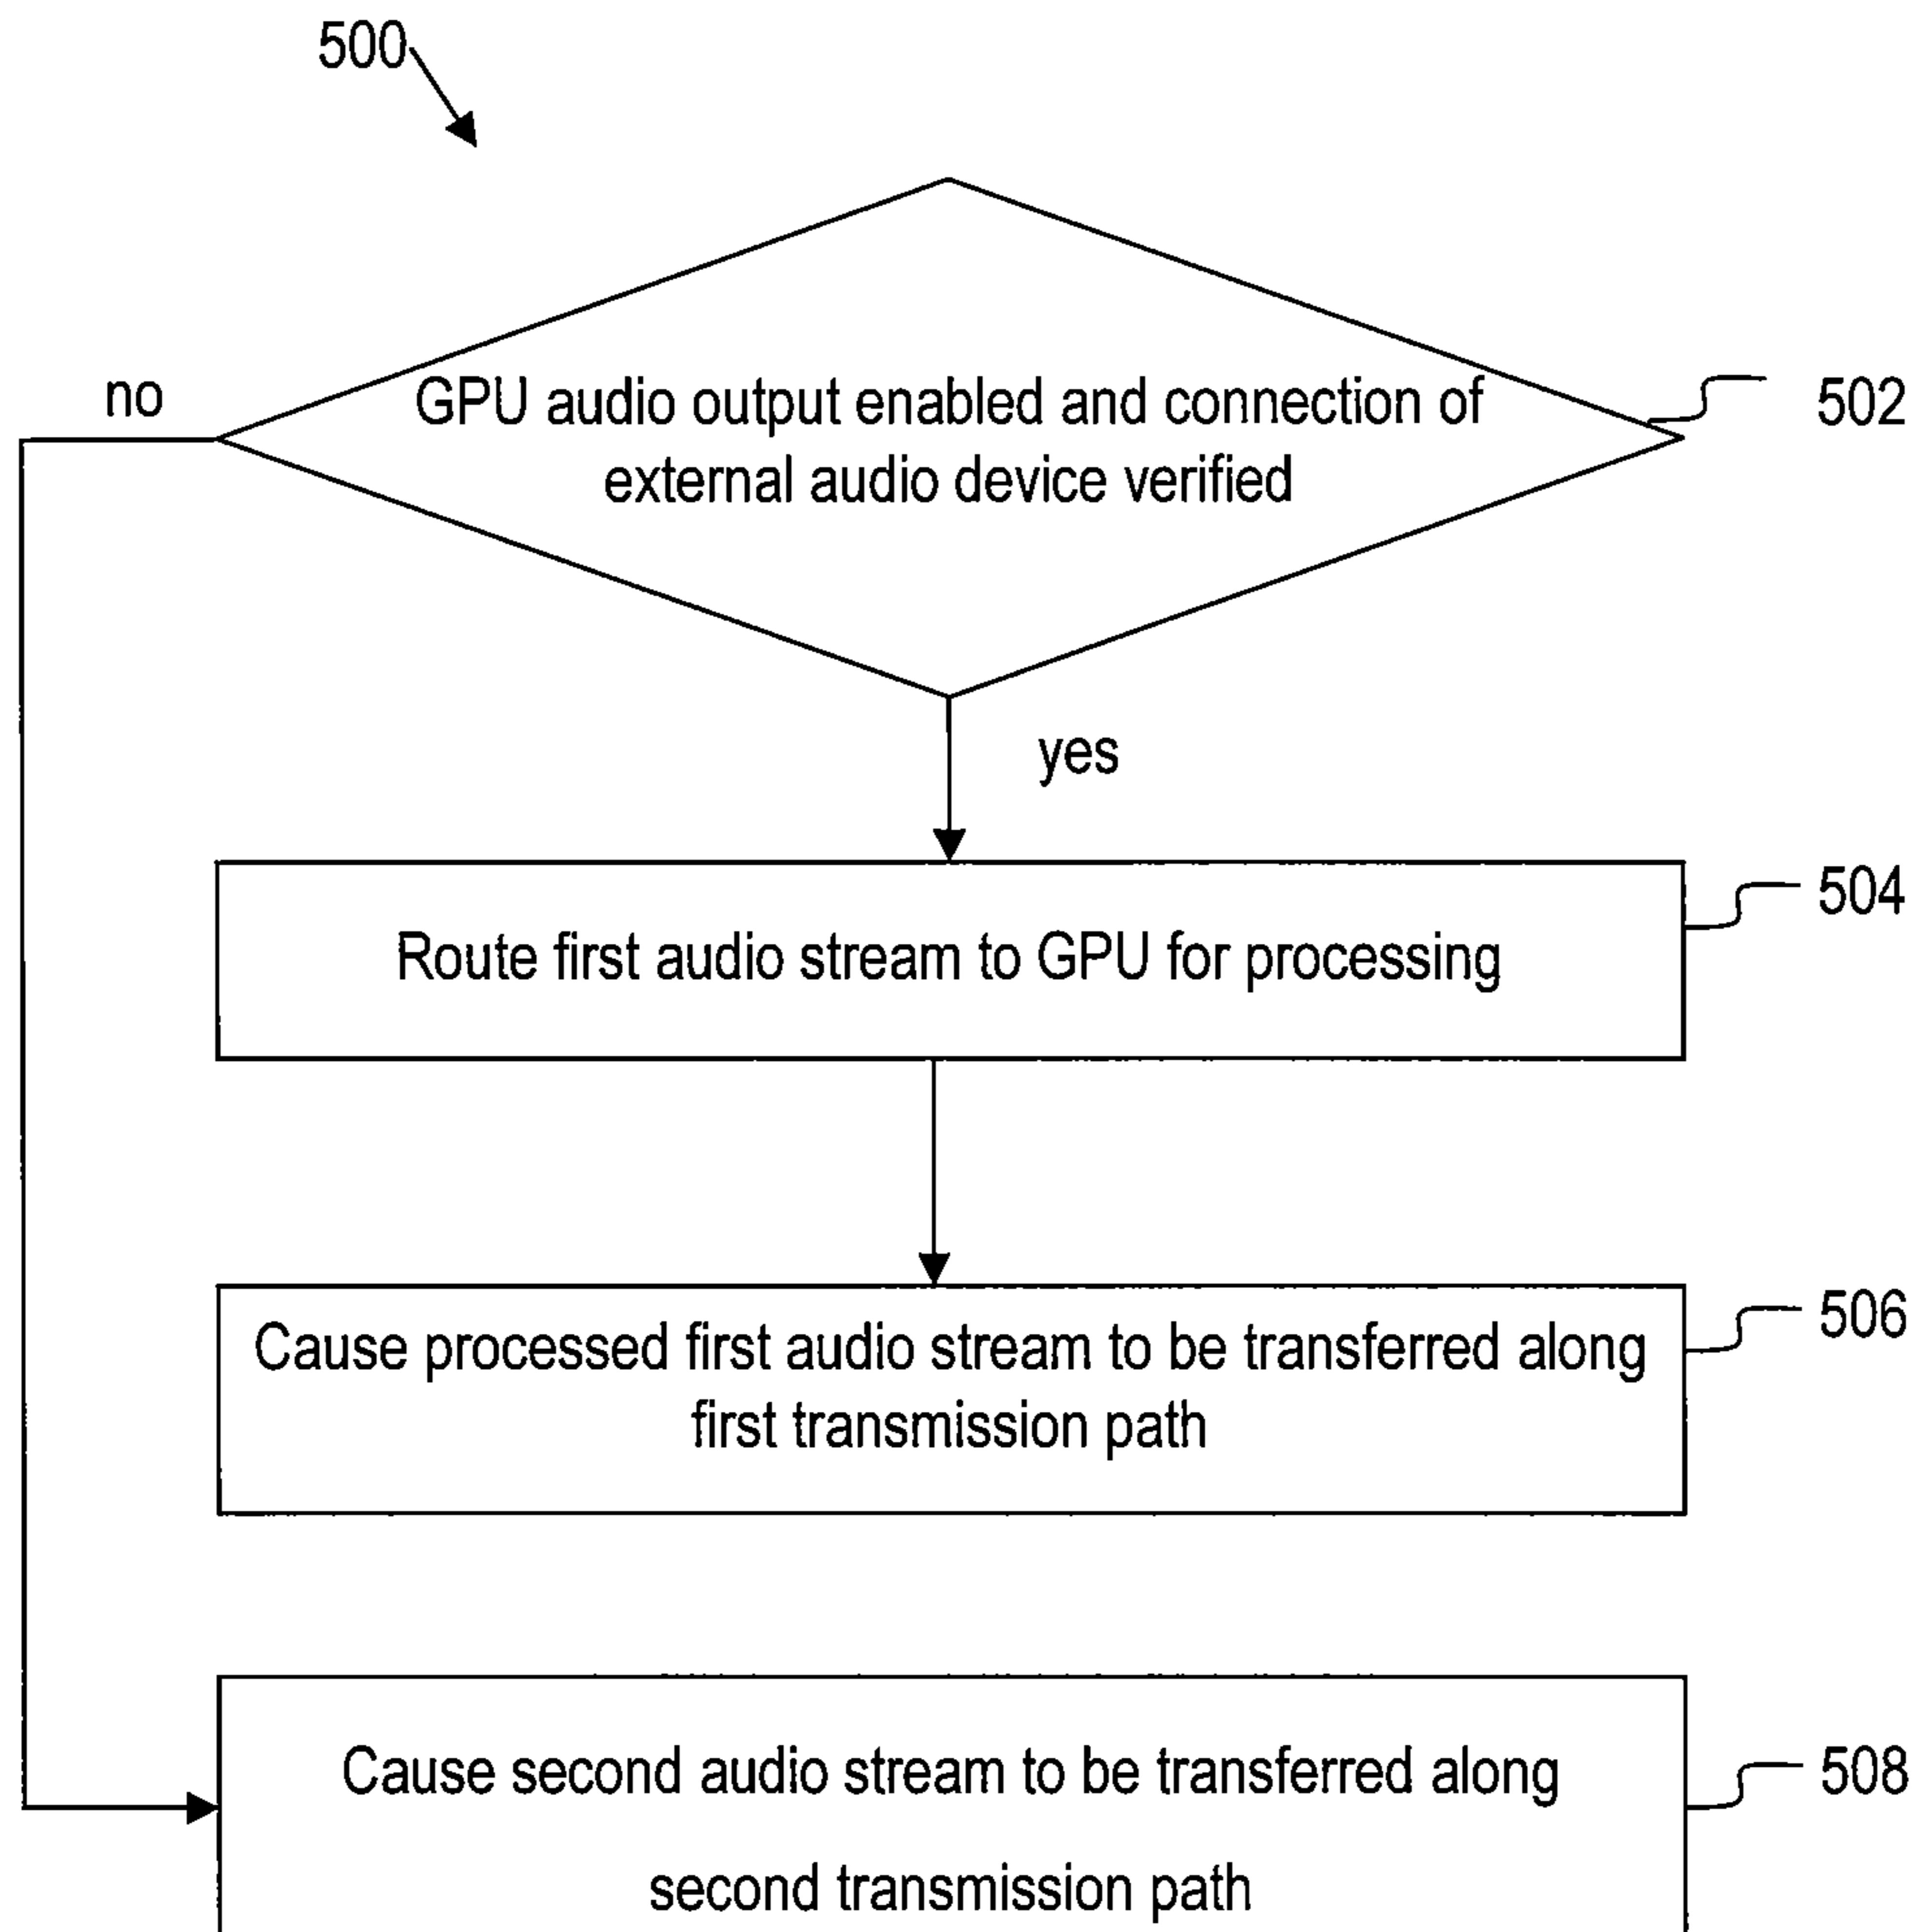 500
no
GPU audio output enabled and connection of
external audio device verified
502
yes
504
Route first audio stream to GPU for processing
506
Cause processed first audio stream to be transferred along
first transmission path
508
Cause second audio stream to be transferred along
second transmission path